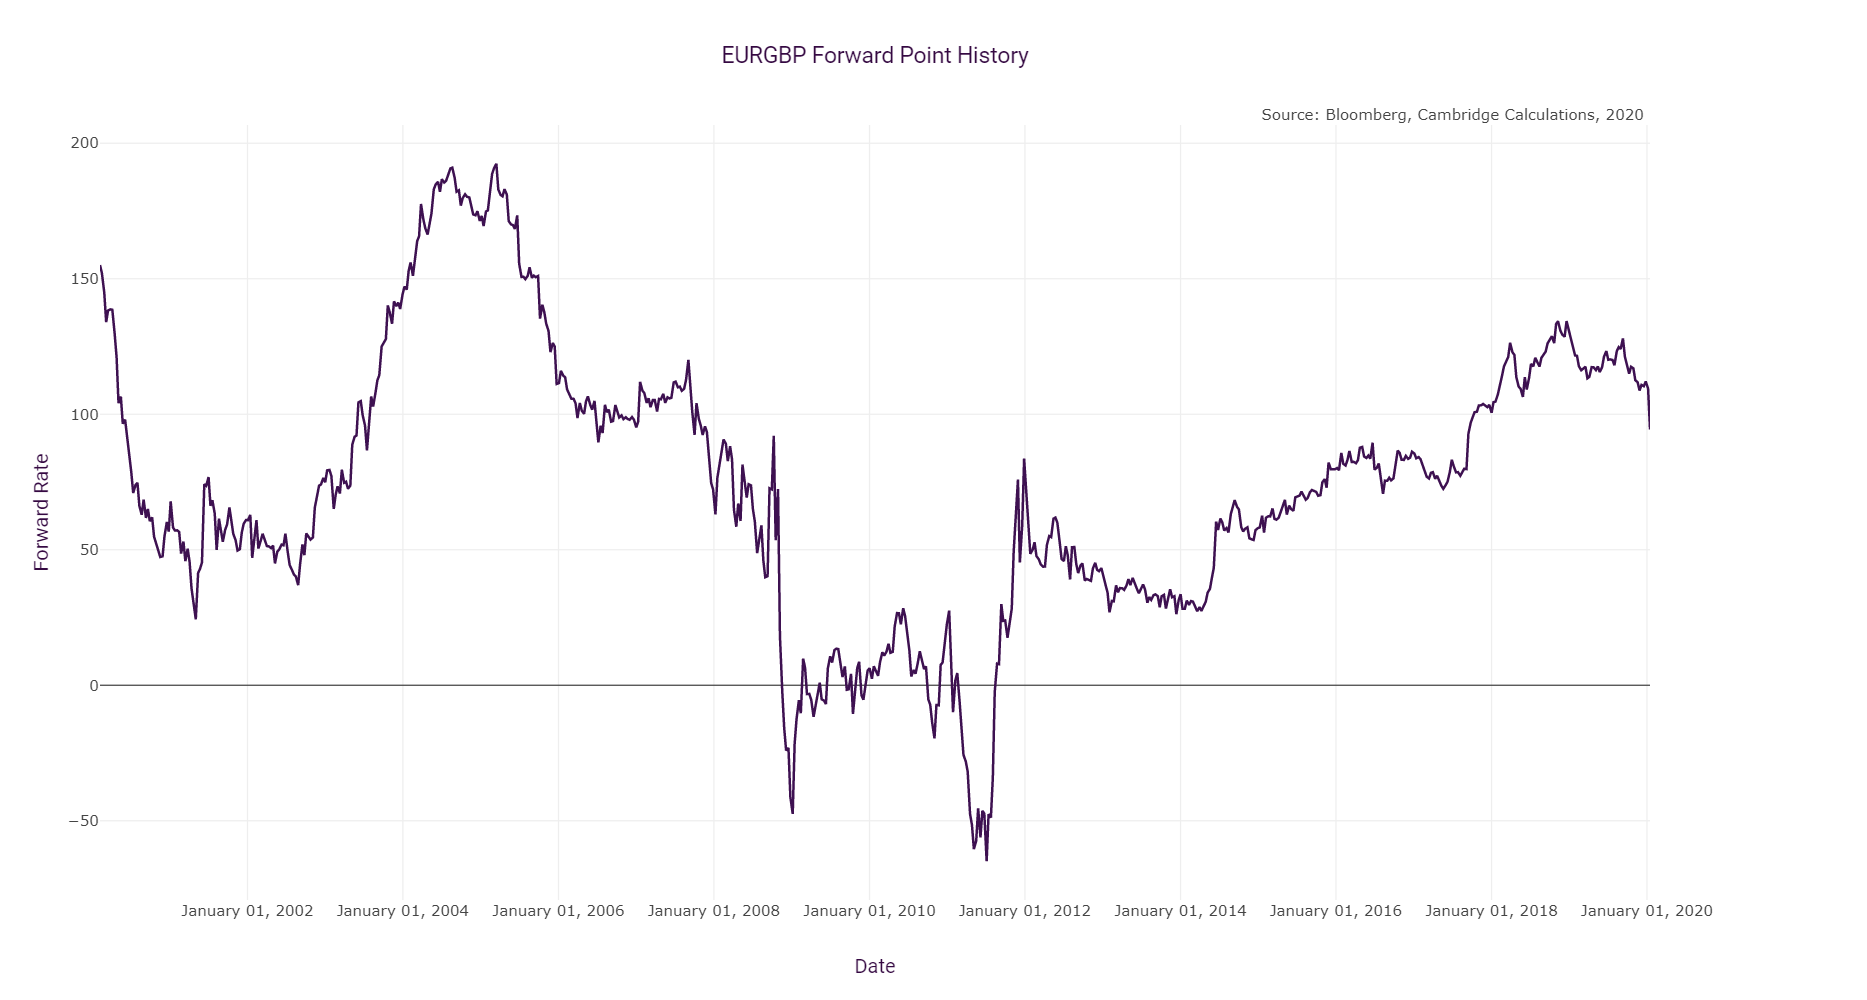 EURGBP Forward Point History
Source: Bloomberg, Cambridge Calculations, 2020
Forward Rate
200
150
100
50
0
−50
January 01, 2002
January 01, 2004
January 01, 2006
January 01, 2008
January 01, 2010
January 01, 2012
January 01, 2014
January 01, 2016
January 01, 2018
January 01, 2020
Date